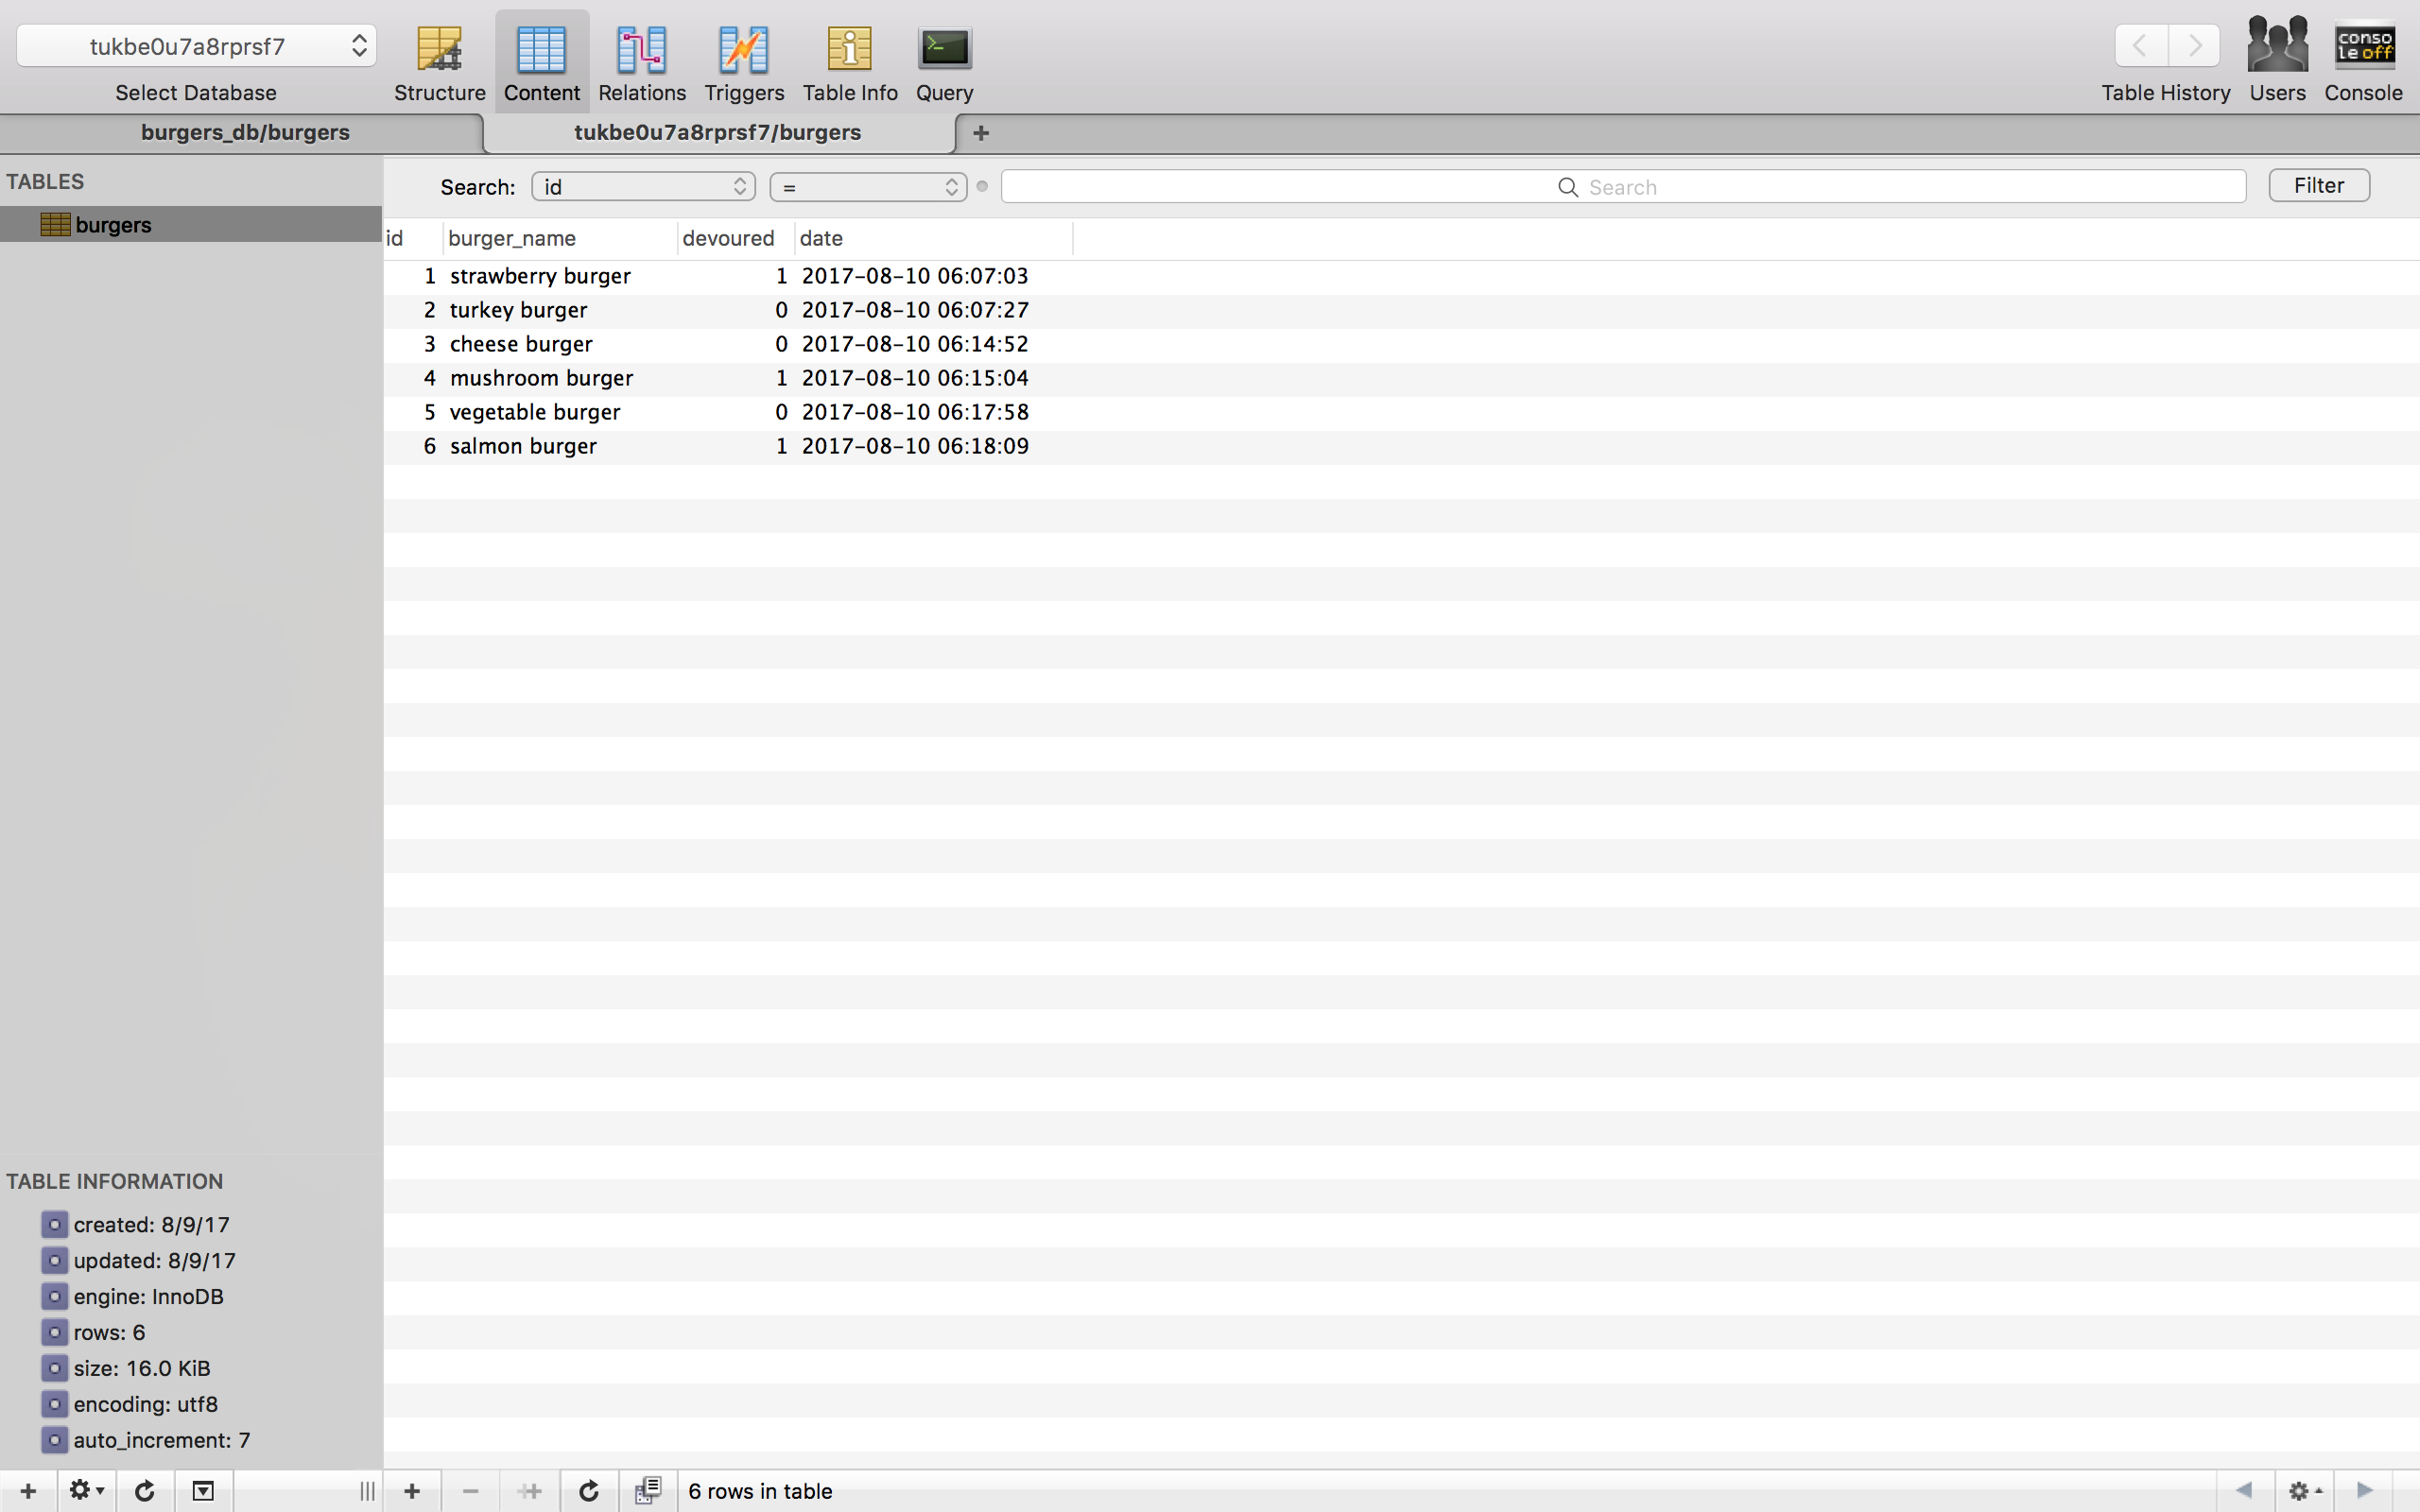 tukbe0u7a8rprsf7
Select Database
Structure
Content
Relations
Triggers
Table Info
Query
Table History
Users
conso
le off
Console
burgers_db/burgers
tukbe0u7a8rprsf7/burgers
+
TABLES
burgers
Search: id = Search Filter
id burger_name devoured date
1 strawberry burger 1 2017-08-10 06:07:03
2 turkey burger 0 2017-08-10 06:07:27
3 cheese burger 0 2017-08-10 06:14:52
4 mushroom burger 1 2017-08-10 06:15:04
5 vegetable burger 0 2017-08-10 06:17:58
6 salmon burger 1 2017-08-10 06:18:09
TABLE INFORMATION
created: 8/9/17
updated: 8/9/17
engine: InnoDB
rows: 6
size: 16.0 KiB
encoding: utf8
auto_increment: 7
6 rows in table